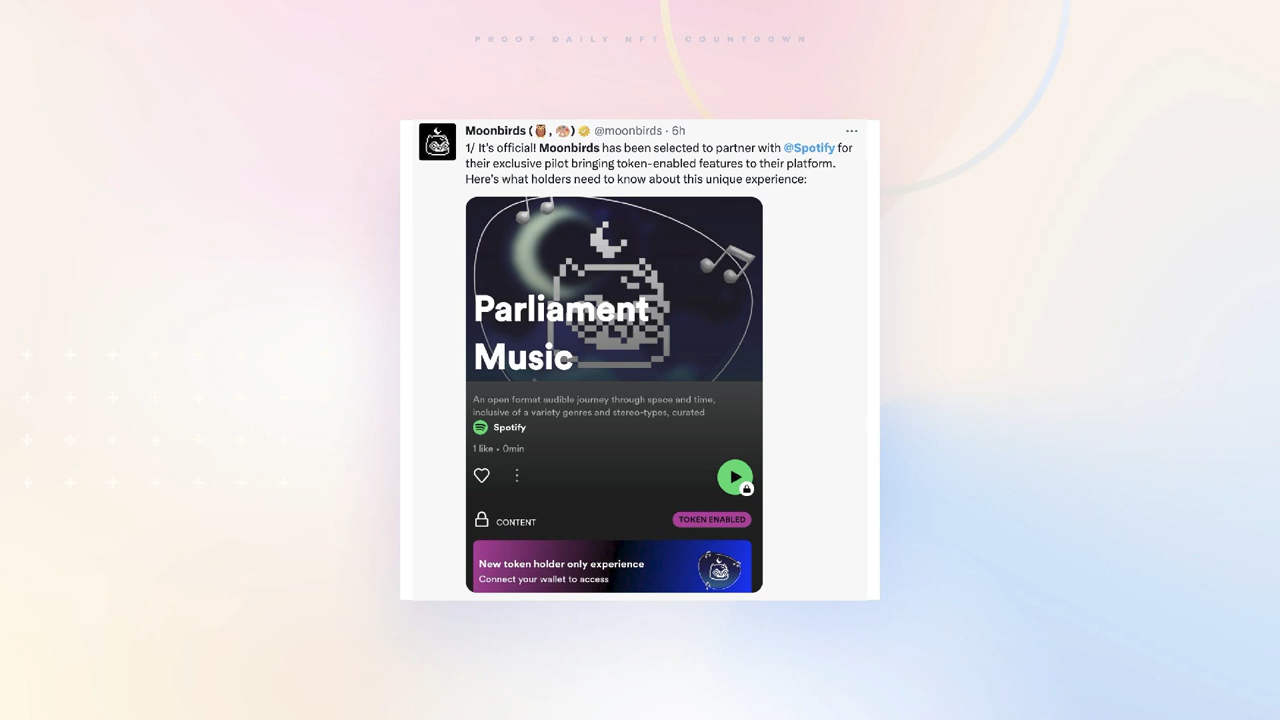 PROOF DAILY NFT COUNTDOWN
Moonbirds (🦉, 🎨) @moonbirds · 6h
1/ It's official! Moonbirds has been selected to partner with @Spotify for
their exclusive pilot bringing token-enabled features to their platform.
Here's what holders need to know about this unique experience:
Parliament
Music
An open format audible journey through space and time,
inclusive of a variety genres and stereo-types, curated
Spotify
1 like • 0min
CONTENT
TOKEN ENABLED
New token holder only experience
Connect your wallet to access